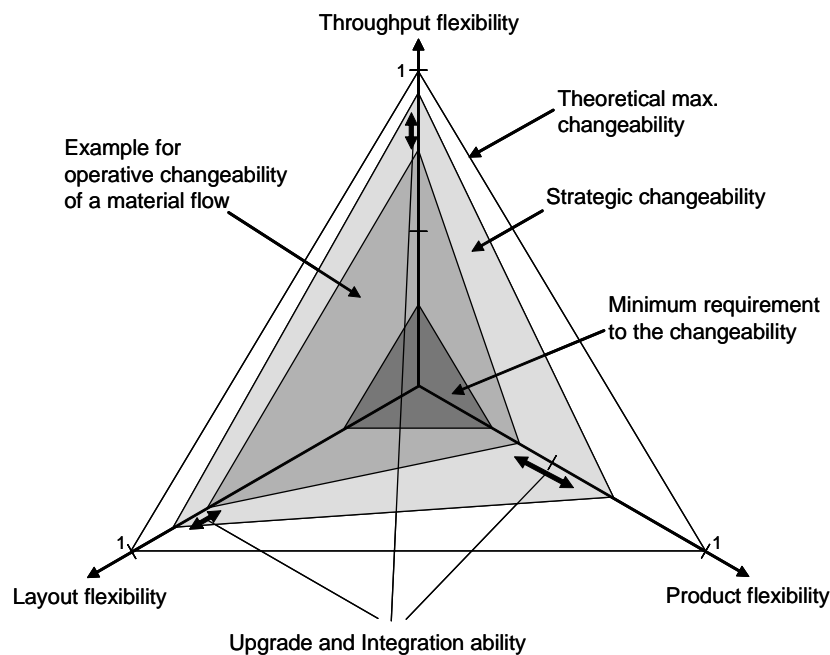 Throughput flexibility
1
Theoretical max.
changeability
Example for
operative changeability
of a material flow
Strategic changeability
Minimum requirement
to the changeability
1
1
Layout flexibility
Product flexibility
Upgrade and Integration ability